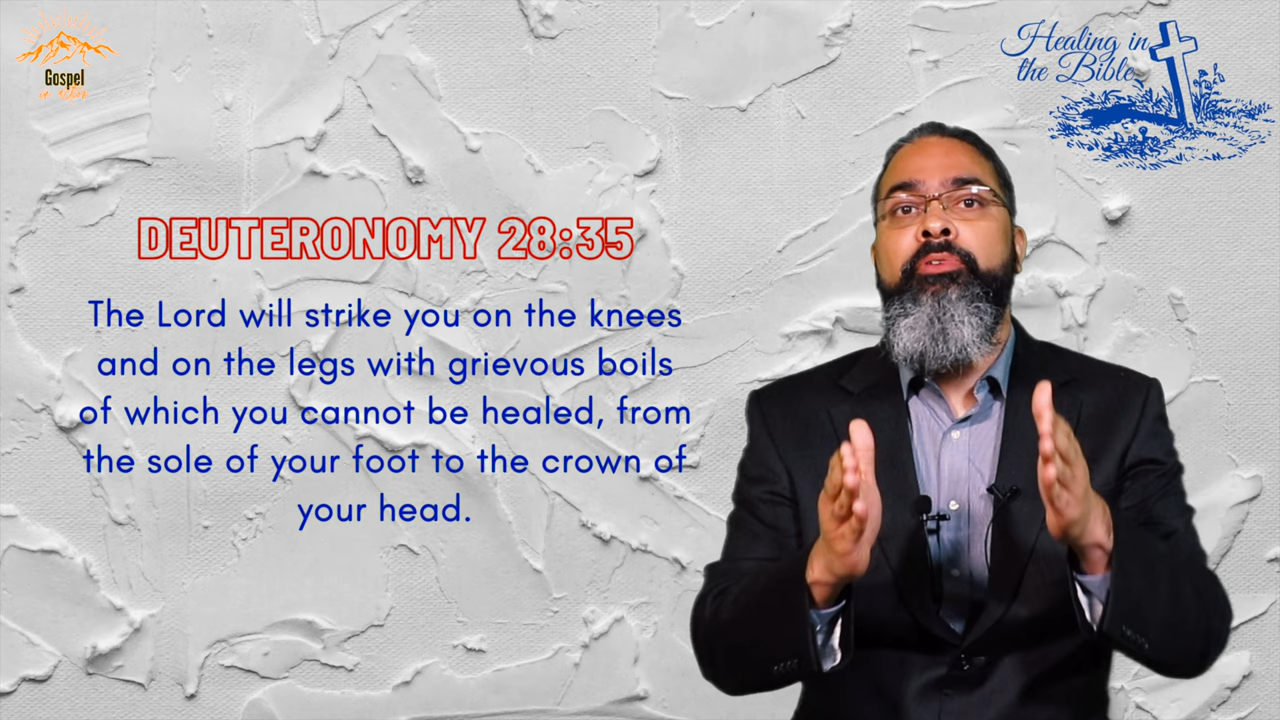 Gospel
Healing in
the Bible
DEUTERONOMY 28:35
The Lord will strike you on the knees
and on the legs with grievous boils
of which you cannot be healed, from
the sole of your foot to the crown of
your head.